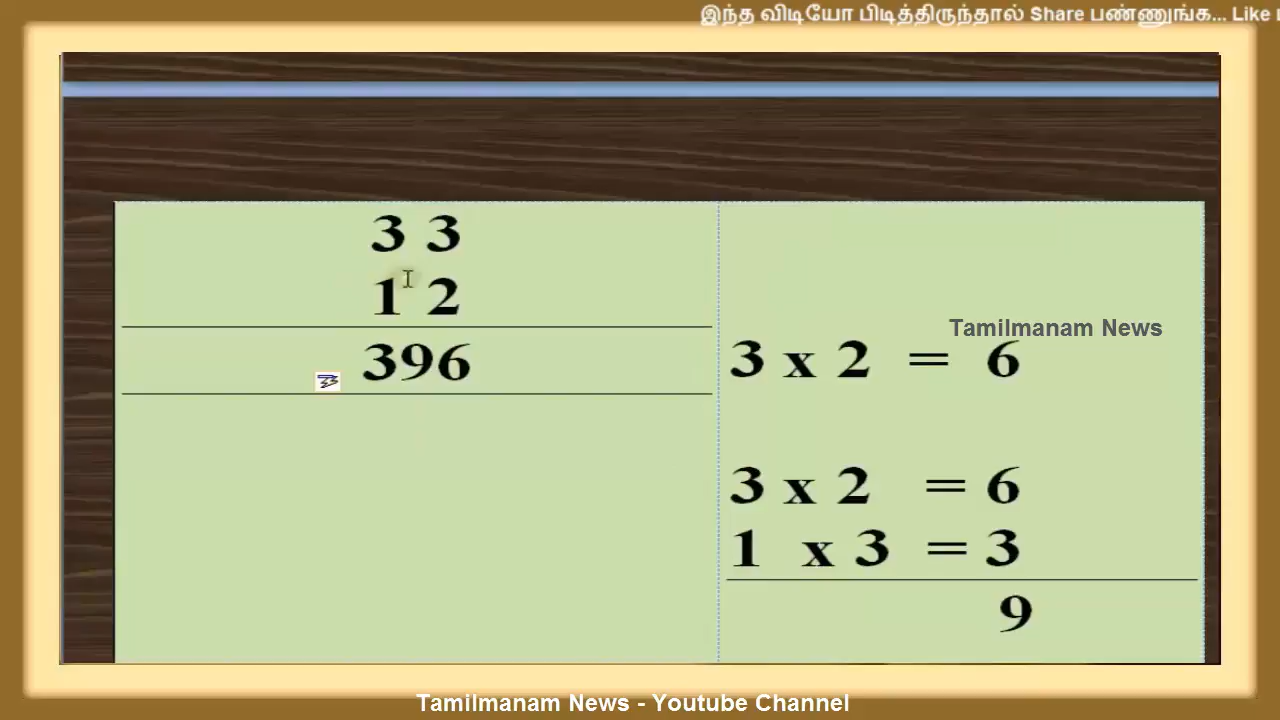 இந்த விடியோ பிடித்திருந்தால் Share பண்ணுங்க... Like
3 3
1 2
396
Tamilmanam News
3 x 2 = 6
3 x 2 = 6
1 x 3 = 3
9
Tamilmanam News - Youtube Channel